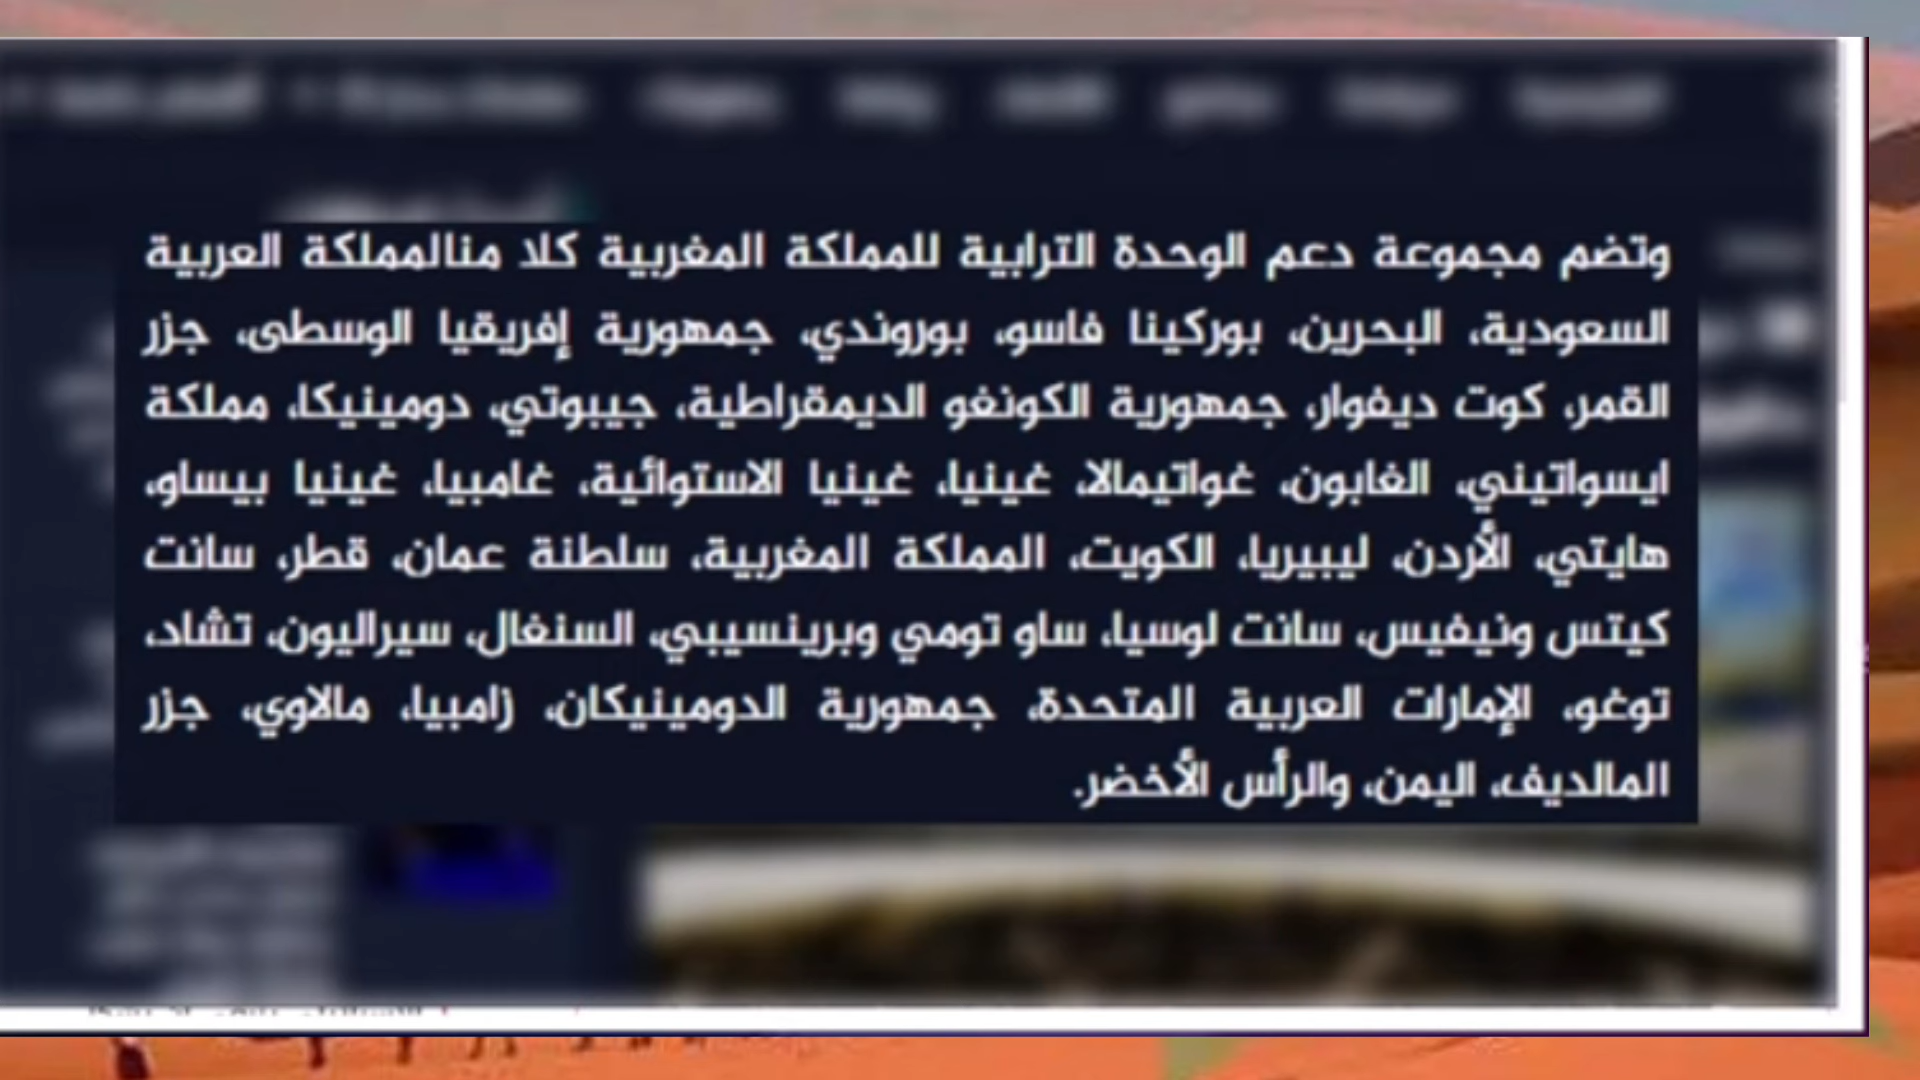 وتضم مجموعة دعم الوحدة الترابية للمملكة المغربية كلا منالمملكة العربية
السعودية، البحرين، بوركينا فاسو، بوروندي، جمهورية إفريقيا الوسطى، جزر
القمر، كوت ديفوار، جمهورية الكونغو الديمقراطية، جيبوتي، دومينيكا، مملكة
ايسواتيني، الغابون، غواتيمالا، غينيا، غينيا الاستوائية، غامبيا، غينيا بيساو،
هايتي، الأردن، ليبيريا، الكويت، المملكة المغربية، سلطنة عمان، قطر، سانت
كيتس ونيفيس، سانت لوسيا، ساو تومي وبرينسيبي، السنغال، سيراليون، تشاد،
توغو، الإمارات العربية المتحدة، جمهورية الدومينيكان، زامبيا، مالاوي، جزر
المالديف، اليمن، والرأس الأخضر.